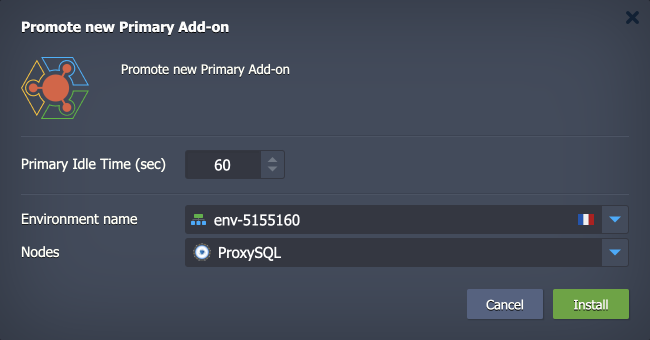 Promote new Primary Add-on
Promote new Primary Add-on
Primary Idle Time (sec) 60
Environment name env-5155160
Nodes ProxySQL
Cancel Install